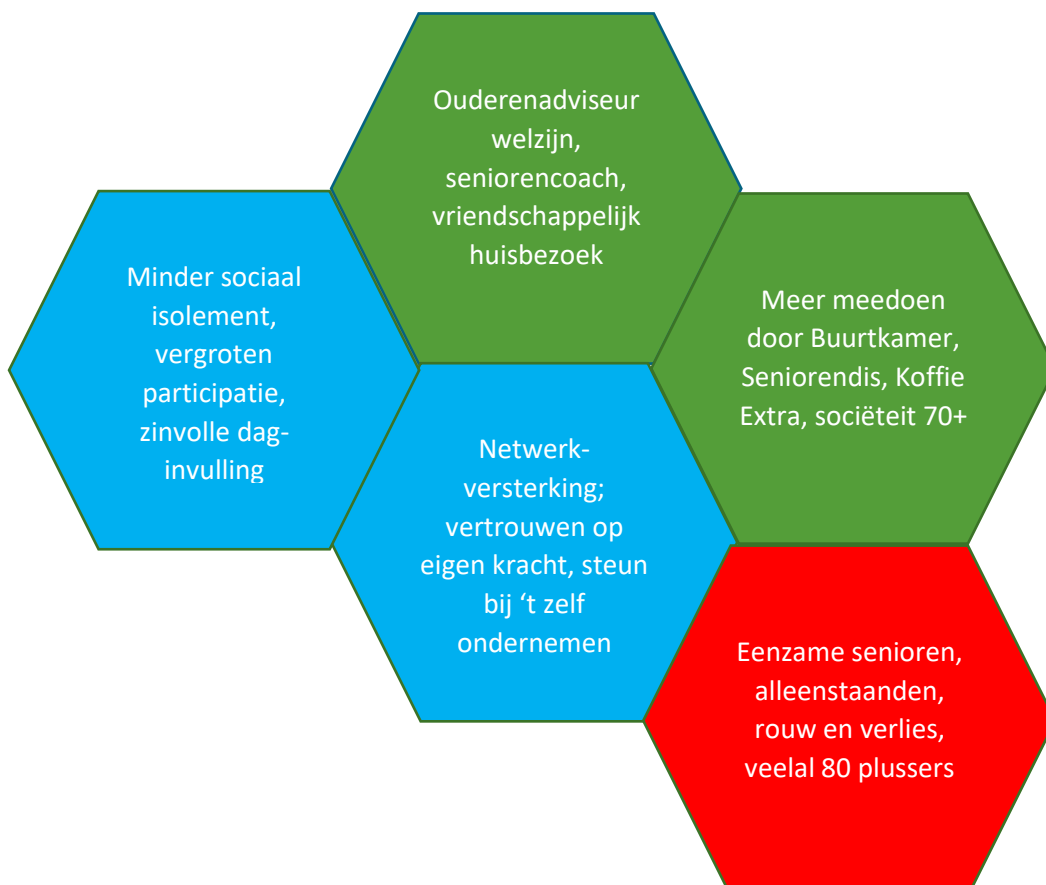 Ouderenadviseur
welzijn,
seniorencoach,
vriendschappelijk
huisbezoek
Minder sociaal
isolement,
vergroten
participatie,
zinvolle dag-
invulling
Meer meedoen
door Buurtkamer,
Seniorendis, Koffie
Extra, sociëteit 70+
Netwerk-
versterking;
vertrouwen op
eigen kracht, steun
bij ‘t zelf
ondernemen
Eenzame senioren,
alleenstaanden,
rouw en verlies,
veelal 80 plussers